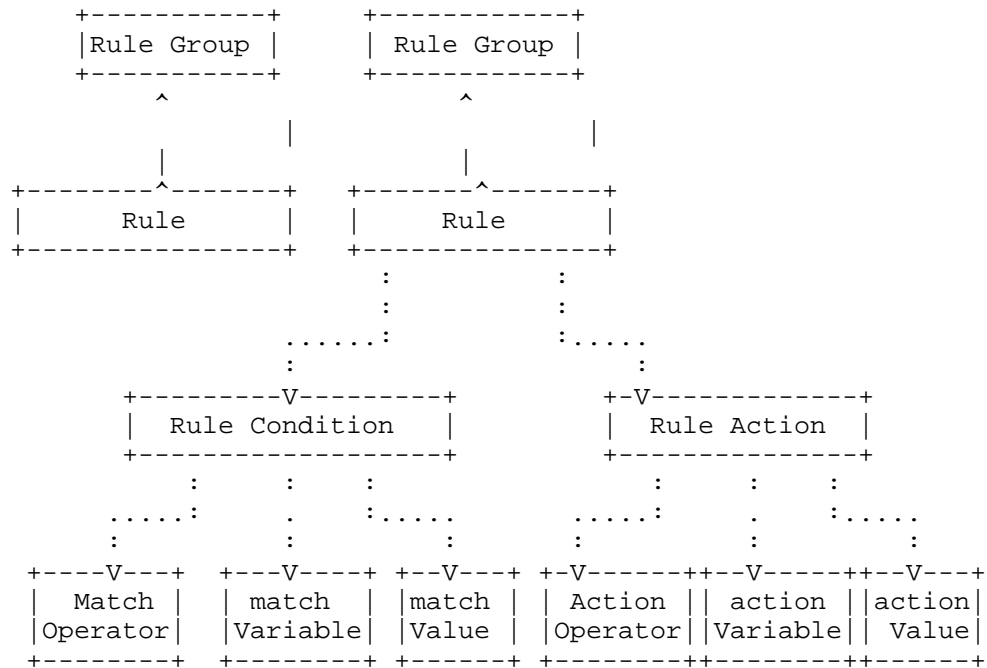 Rule Group Rule Group
Rule Rule
Rule Condition Rule Action
Match match match Action action action
Operator Variable Value Operator Variable Value